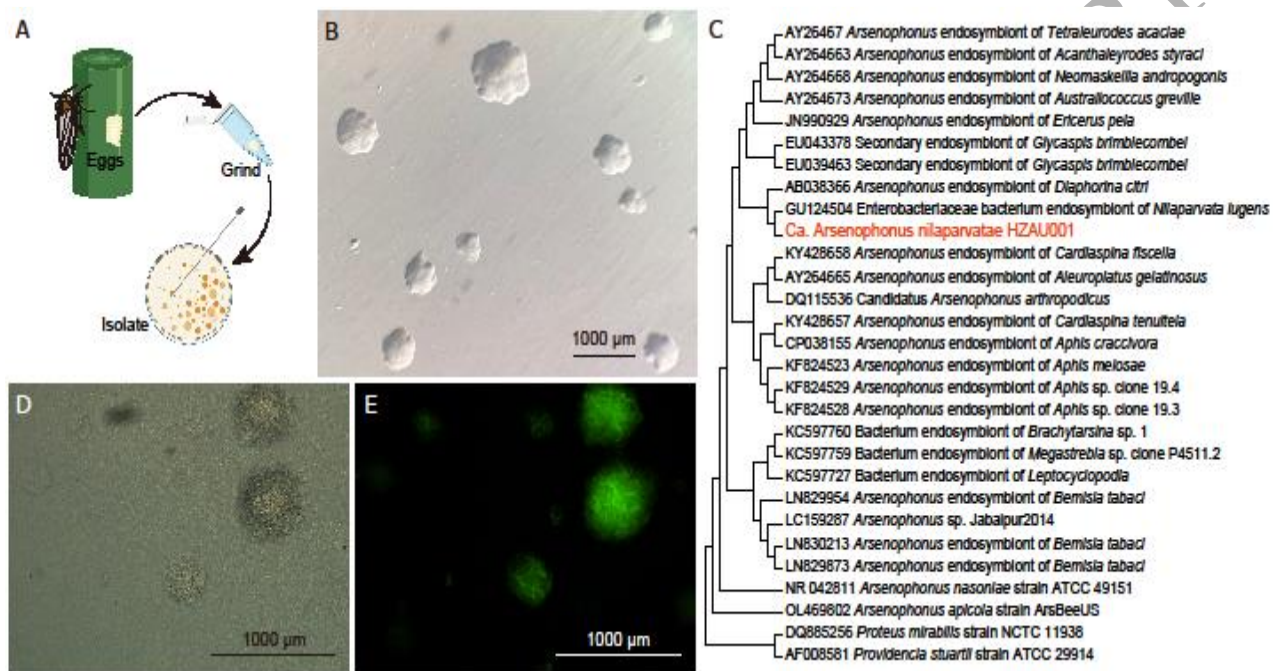 A
Eggs
Grind
Isolate
B
1000 µm
C
AY26467 Arsenophonus endosymbiont of Tetraleurodes acaciae
AY264663 Arsenophonus endosymbiont of Acanthaleyrodes styraci
AY264668 Arsenophonus endosymbiont of Neomaskellia andropogonis
AY264673 Arsenophonus endosymbiont of Australicoccus greville
JN990929 Arsenophonus endosymbiont of Ericerus pela
EU043378 Secondary endosymbiont of Glycaspis brimblecombei
EU039463 Secondary endosymbiont of Glycaspis brimblecombei
AB038366 Arsenophonus endosymbiont of Diaphorina citri
GU124504 Enterobacteriaceae bacterium endosymbiont of Nilaparvata lugens
Ca. Arsenophonus nilaparvatae HZAU001
KY428658 Arsenophonus endosymbiont of Cardiaspina fiscella
AY264665 Arsenophonus endosymbiont of Aleuroplatus gelatinosus
DQ115536 Candidatus Arsenophonus arthropodicus
KY428657 Arsenophonus endosymbiont of Cardiaspina tenuitela
CP038155 Arsenophonus endosymbiont of Aphis craccivora
KF824523 Arsenophonus endosymbiont of Aphis melosae
KF824529 Arsenophonus endosymbiont of Aphis sp. clone 19.4
KF824528 Arsenophonus endosymbiont of Aphis sp. clone 19.3
KC597760 Bacterium endosymbiont of Brachytarsina sp. 1
KC597759 Bacterium endosymbiont of Megastrebla sp. clone P4511.2
KC597727 Bacterium endosymbiont of Leptocyclopodia
LN829954 Arsenophonus endosymbiont of Bemisia tabaci
LC159287 Arsenophonus sp. Jabalpur2014
LN830213 Arsenophonus endosymbiont of Bemisia tabaci
LN829873 Arsenophonus endosymbiont of Bemisia tabaci
NR 042811 Arsenophonus nasoniae strain ATCC 49151
OL469802 Arsenophonus apicola strain ArsBeeUS
DQ885256 Proteus mirabilis strain NCTC 11938
AF008581 Providencia stuartii strain ATCC 29914
D
1000 µm
E
1000 µm